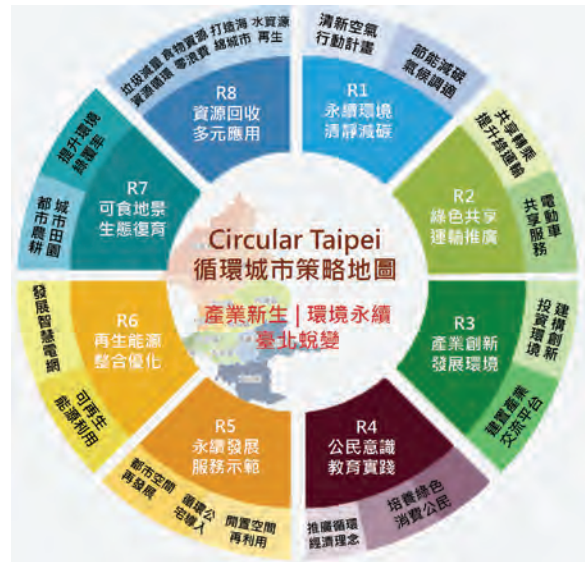 Circular Taipei
循環城市策略地圖
產業新生 | 環境永續
臺北蛻變
R1
永續環境
清靜減碳
清新空氣
行動計畫
節能減碳
氣候調適
R2
綠色共享
運輸推廣
共享轉乘
提升綠運輸
電動車
共享服務
R3
產業創新
發展環境
建構創新
投資環境
建置產業
交流平台
R4
公民意識
教育實踐
培養綠色
消費公民
推廣循環
經濟理念
R5
永續發展
服務示範
閒置空間
再利用
循環公
宅導入
都市空間
再發展
R6
再生能源
整合優化
可再生
能源利用
發展智慧電網
R7
可食地景
生態復育
城市田園
都市農耕
提升環境
綠覆率
R8
資源回收
多元應用
垃圾減量
資源循環
食物資源
零浪費
打造海
綿城市
水資源
再生